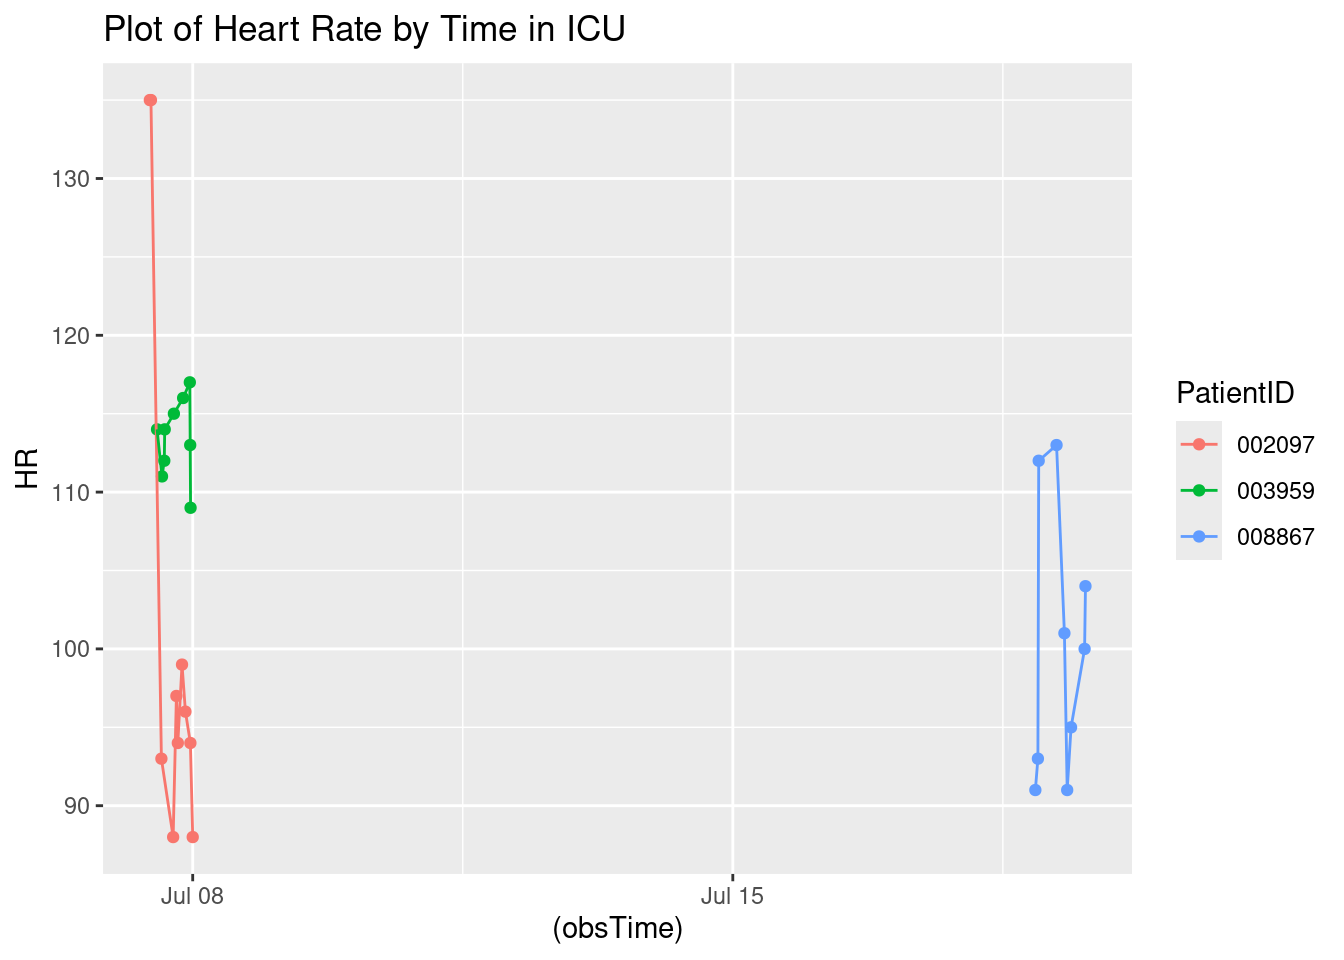 Plot of Heart Rate by Time in ICU
130
120
110
100
90
HR
Jul 08
Jul 15
(obsTime)
PatientID
002097
003959
008867